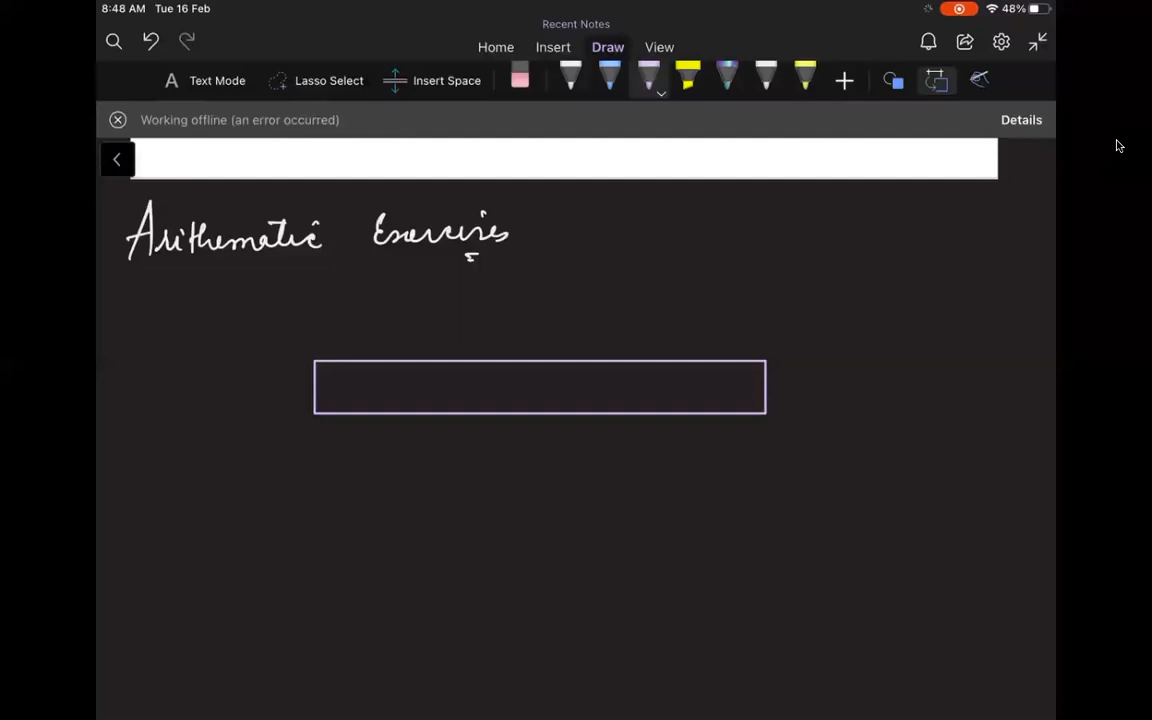 8:48 AM Tue 16 Feb
48%
Recent Notes
Home Insert Draw View
A Text Mode Lasso Select Insert Space
Working offline (an error occurred) Details
Arithematic Exercises